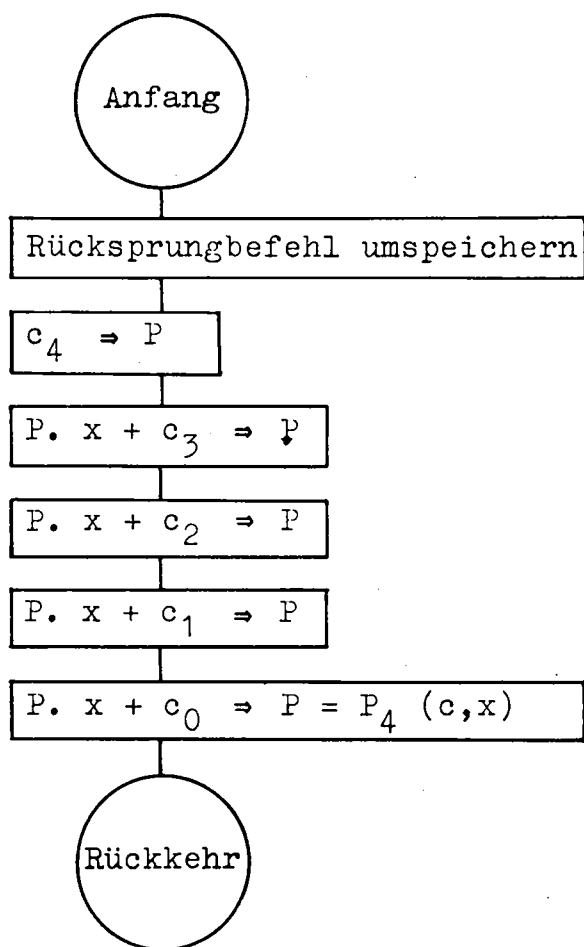 Anfang
Rücksprungbefehl umspeichern
c₄ ⇒ P
P. x + c₃ ⇒ P
P. x + c₂ ⇒ P
P. x + c₁ ⇒ P
P. x + c₀ ⇒ P = P₄ (c,x)
Rückkehr